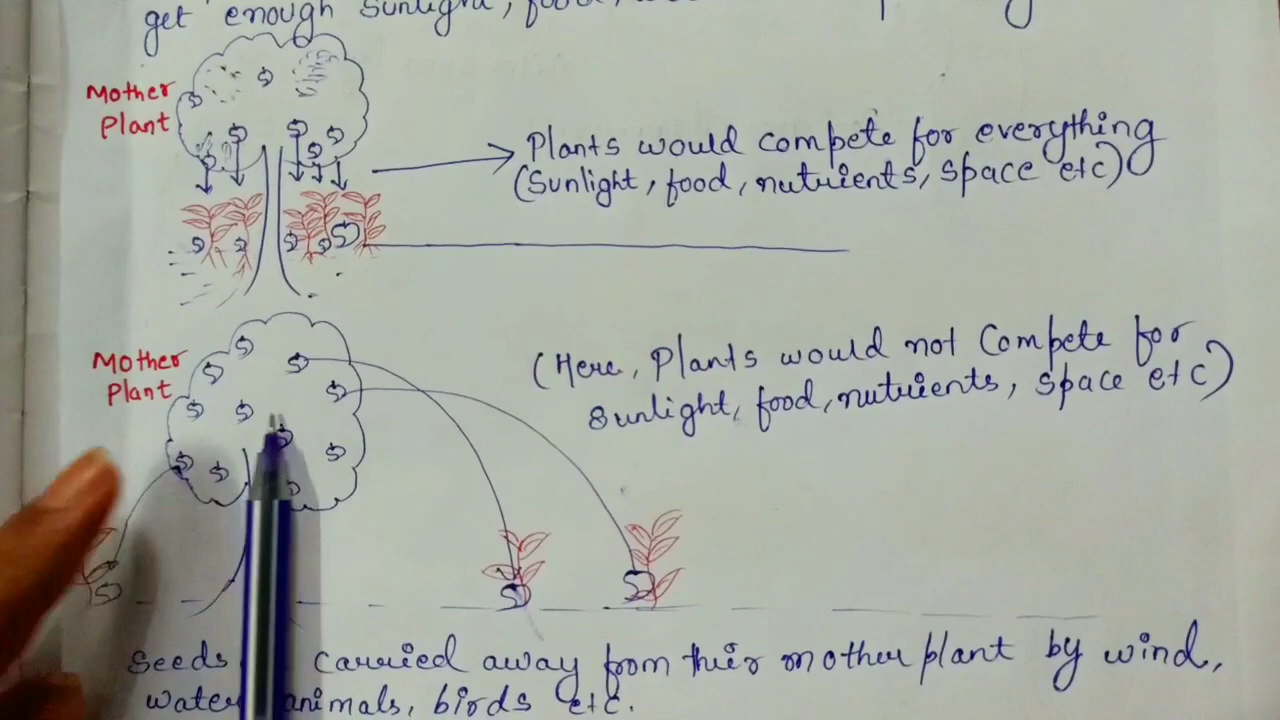 get enough sunlight, food,
Mother
Plant
Plants would compete for everything
(Sunlight, food, nutrients, space etc)
Mother
Plant
(Here, Plants would not Compete for
Sunlight, food, nutrients, space etc)
Seeds carried away from their mother plant by wind,
water animals, birds etc.